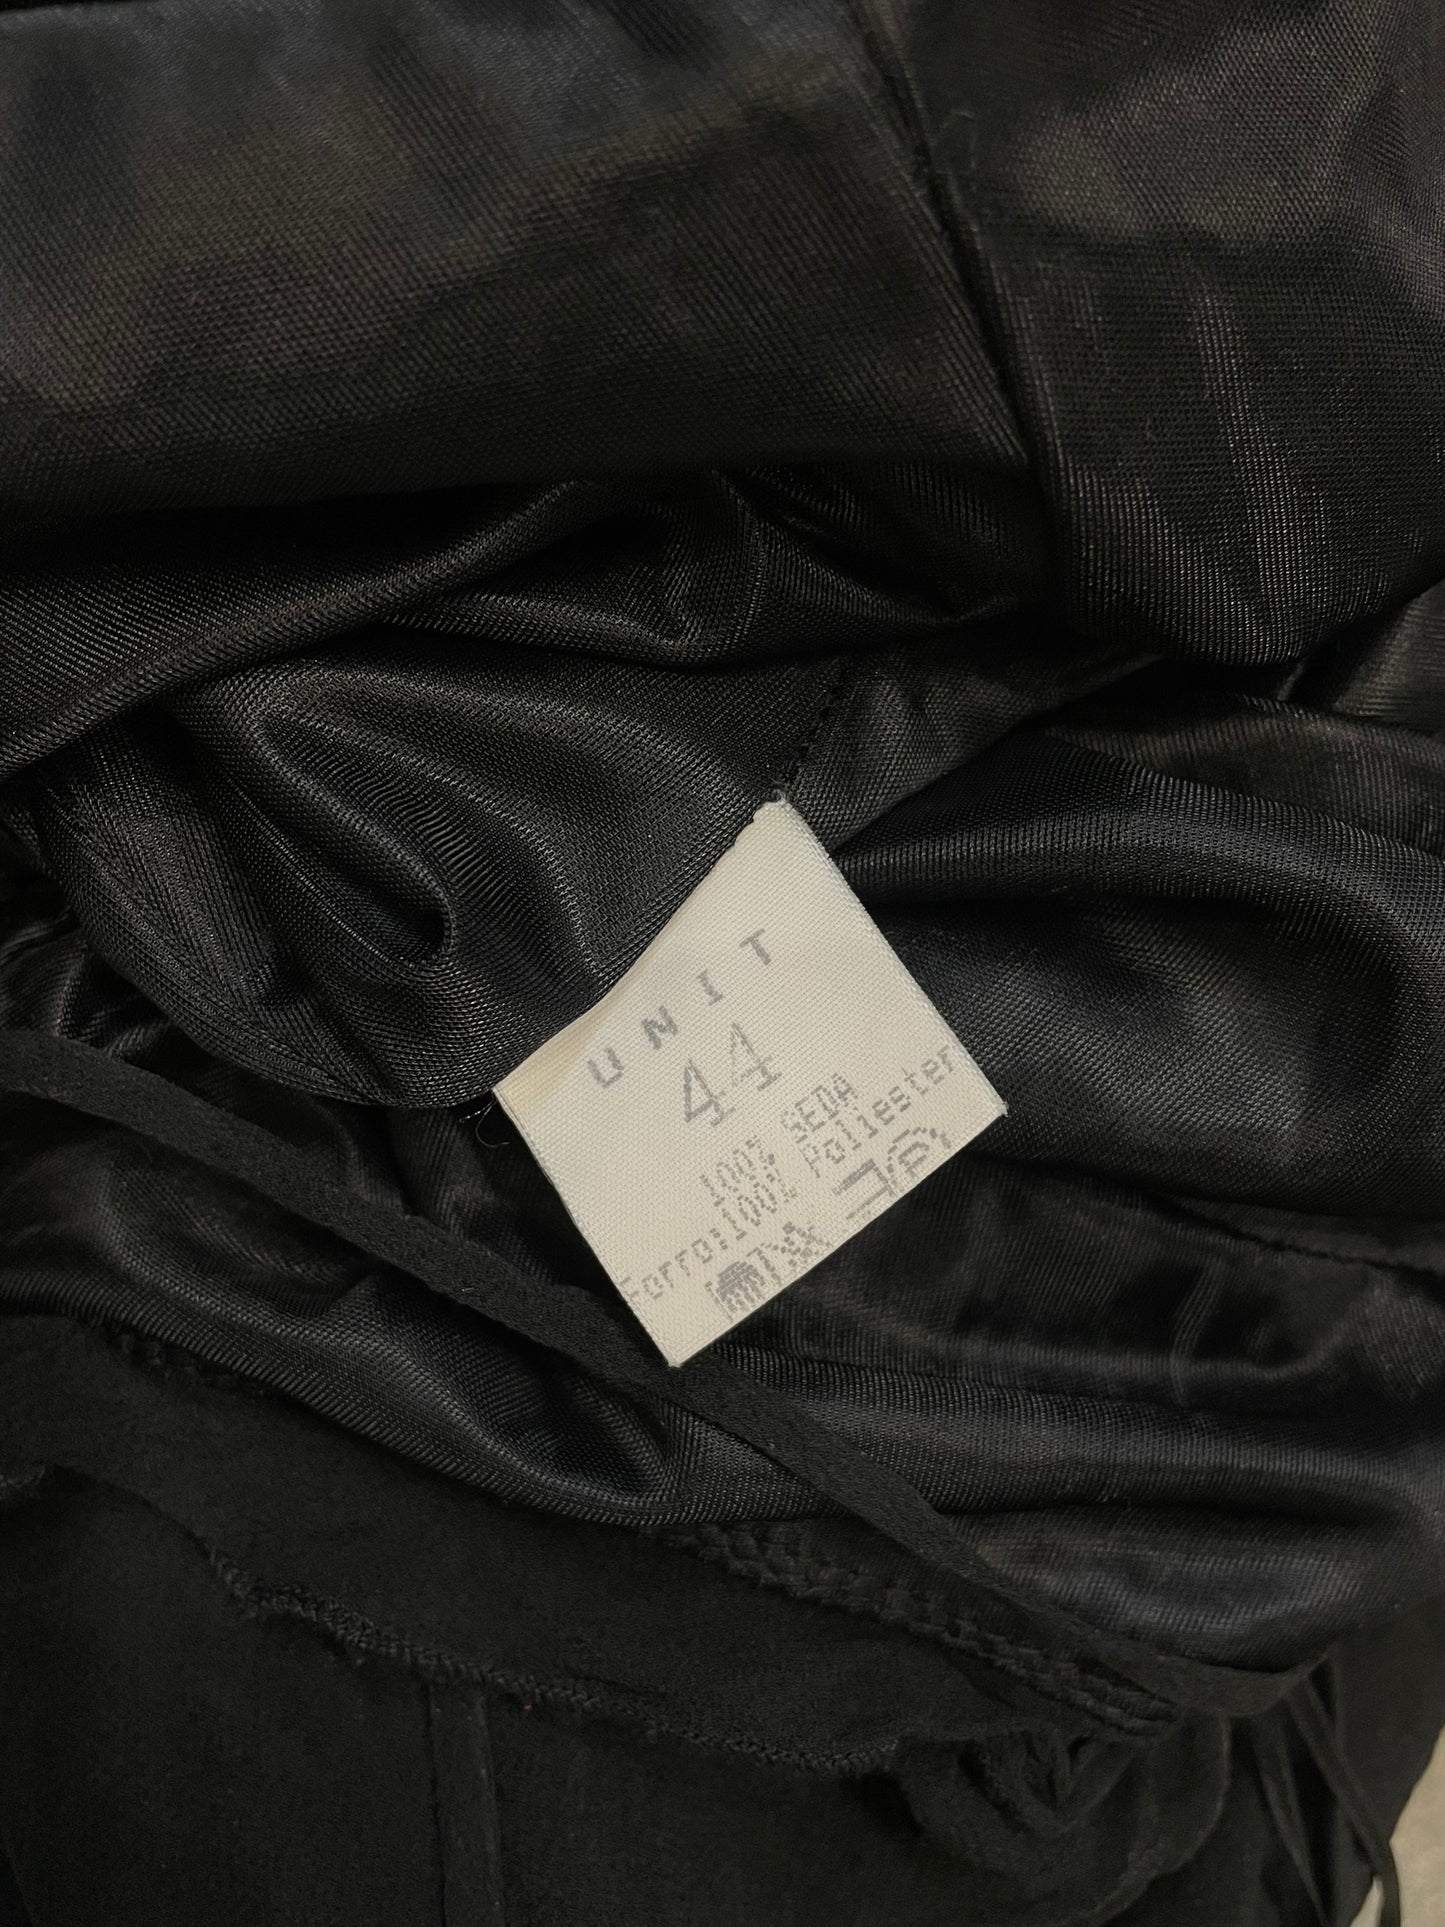 UNIT
44
100% SEDA
Forro:100% Poliester